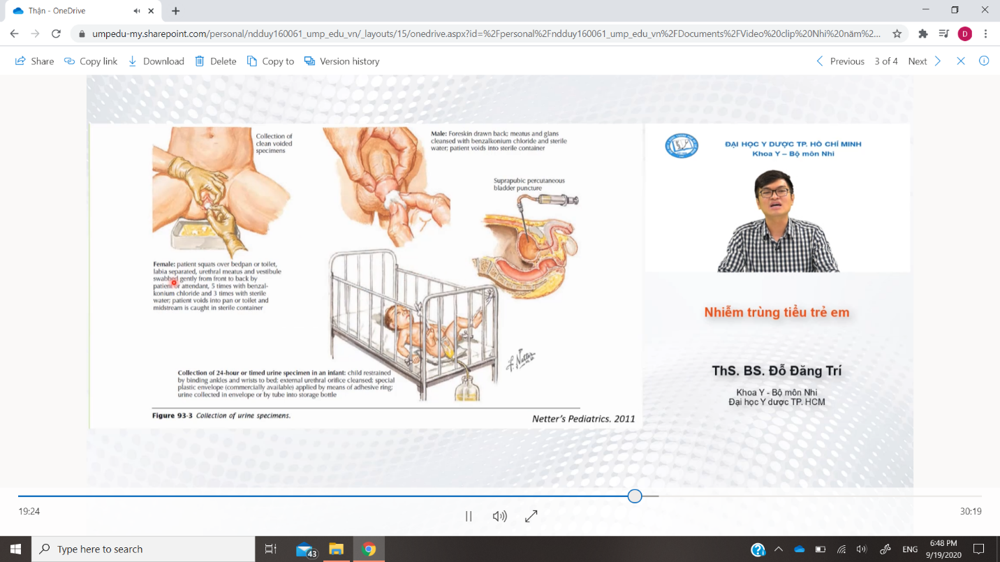 Thận - OneDrive
umpedu-my.sharepoint.com/personal/ndduy160061_ump_edu_vn/_layouts/15/onedrive.aspx?id=%2Fpersonal%2Fndduy160061_ump_edu_vn%2FDocuments%2FVideo%20clip%20Nhi%20năm%2...
D
Share Copy link Download Delete Copy to Version history Previous 3 of 4 Next
Collection of
clean voided
specimens
Male: Foreskin drawn back; meatus and glans
cleansed with benzalkonium chloride and sterile
water; patient voids into sterile container
Suprapubic percutaneous
bladder puncture
Female: patient squats over bedpan or toilet,
labia separated, urethral meatus and vestibule
swabbed gently from front to back by
patient or attendant, 5 times with benzal-
konium chloride and 3 times with sterile
water; patient voids into pan or toilet and
midstream is caught in sterile container
F. Netter
Collection of 24-hour or timed urine specimen in an infant: child restrained
by binding ankles and wrists to bed; external urethral orifice cleansed; special
plastic envelope (commercially available) applied by means of adhesive ring;
urine collected in envelope or by tube into storage bottle
Figure 93-3 Collection of urine specimens.
Netter's Pediatrics. 2011
ĐẠI HỌC Y DƯỢC TP. HỒ CHÍ MINH
Khoa Y – Bộ môn Nhi
Nhiễm trùng tiểu trẻ em
ThS. BS. Đỗ Đăng Trí
Khoa Y - Bộ môn Nhi
Đại học Y dược TP. HCM
19:24
30:19
Type here to search
43
ENG
6:48 PM
9/19/2020